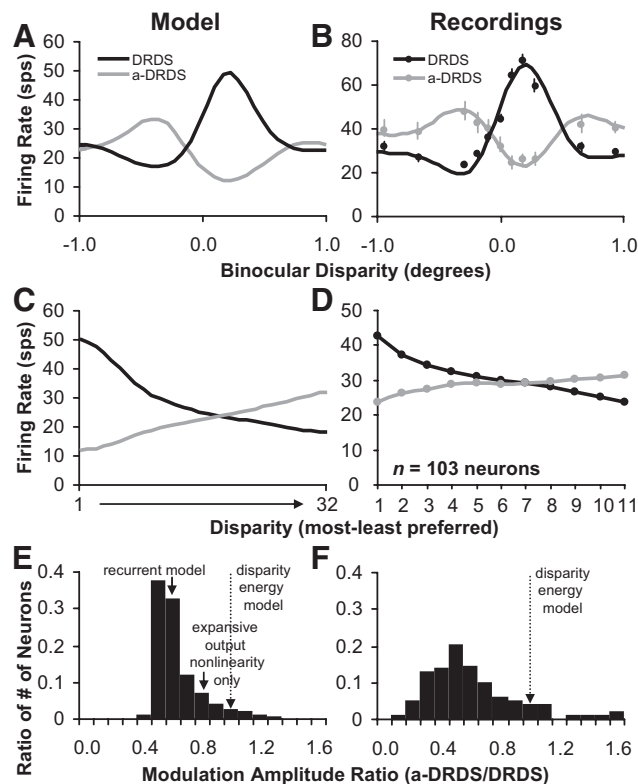 Model Recordings
A B
DRDS
a-DRDS
DRDS
a-DRDS
Firing Rate (sps)
60
50
40
30
20
10
0
80
60
40
20
0
-1.0 0.0 1.0 -1.0 0.0 1.0
Binocular Disparity (degrees)
C D
Firing Rate (sps)
60
50
40
30
20
10
0
50
40
30
20
10
0
n = 103 neurons
1 32 1 2 3 4 5 6 7 8 9 10 11
Disparity (most-least preferred)
E F
Ratio of # of Neurons
0.4
0.3
0.2
0.1
0
recurrent model
disparity
energy
model
expansive
output
nonlinearity
only
0.4
0.3
0.2
0.1
0
disparity
energy
model
0.0 0.4 0.8 1.2 1.6 0.0 0.4 0.8 1.2 1.6
Modulation Amplitude Ratio (a-DRDS/DRDS)